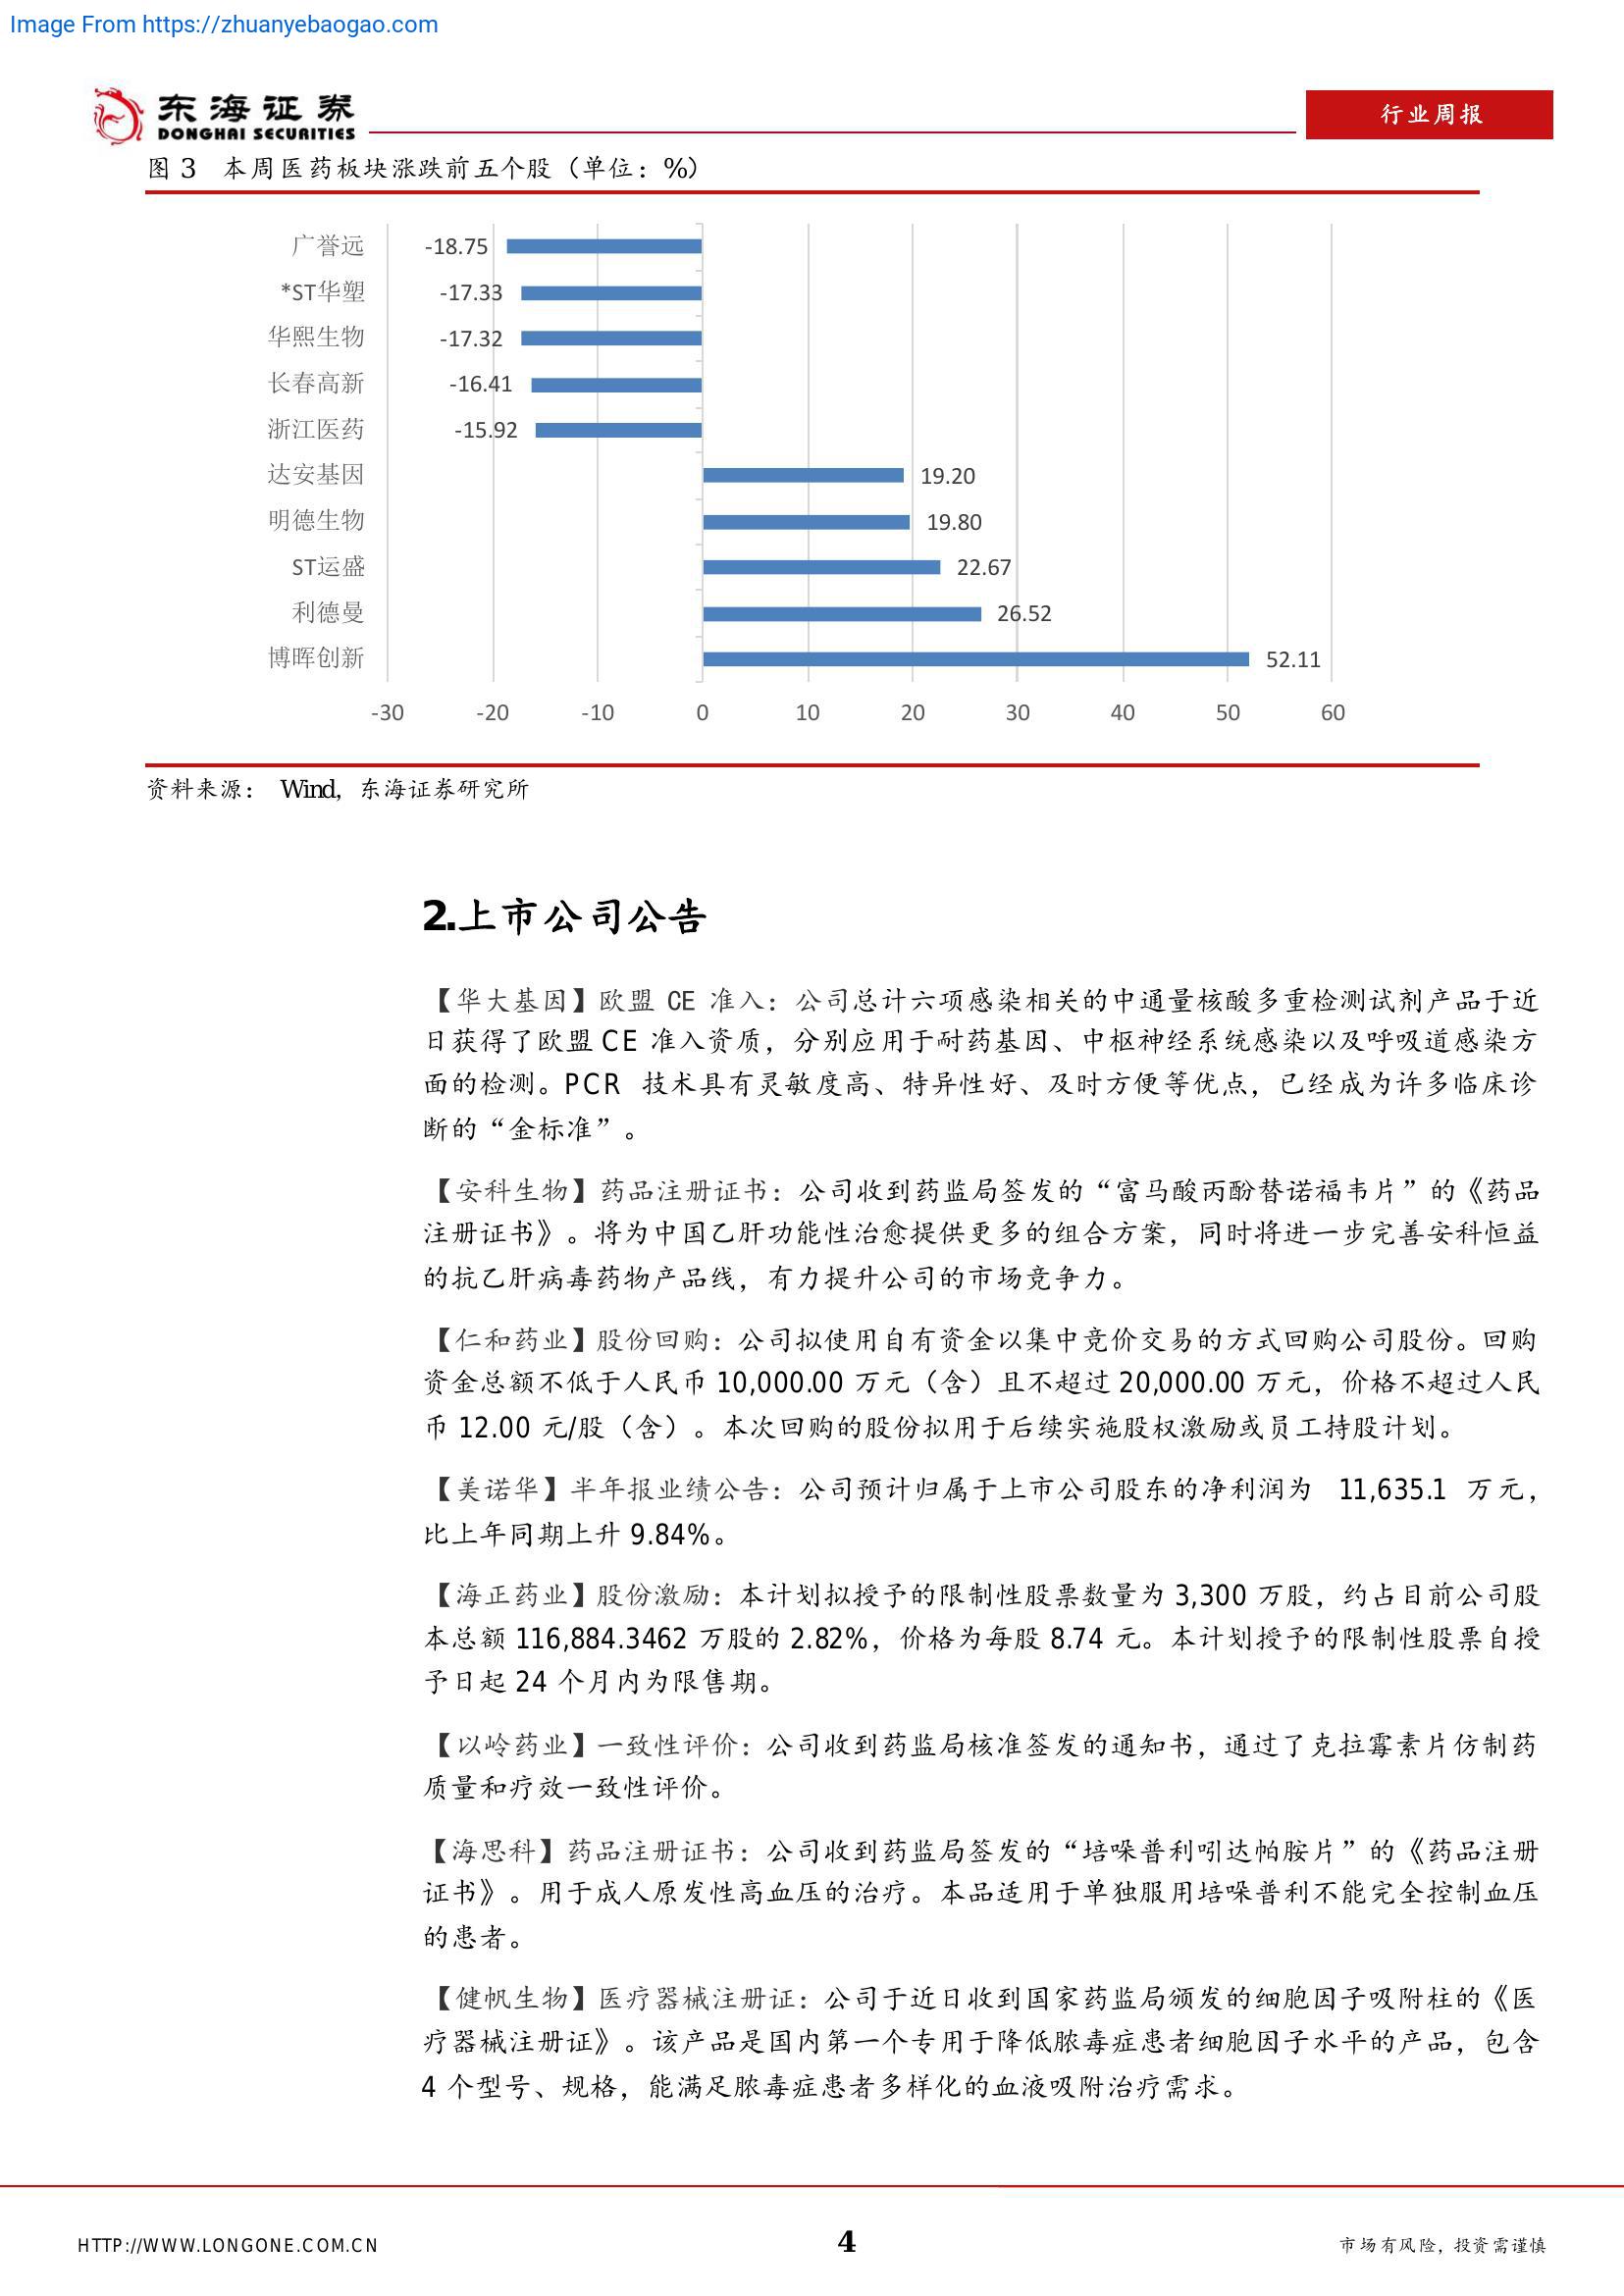 Image From https://zhuanyebaogao.com
东海证券
DONGHAI SECURITIES
行业周报
图 3 本周医药板块涨跌前五个股（单位：%）
广誉远 -18.75
*ST华塑 -17.33
华熙生物 -17.32
长春高新 -16.41
浙江医药 -15.92
达安基因 19.20
明德生物 19.80
ST运盛 22.67
利德曼 26.52
博晖创新 52.11
-30 -20 -10 0 10 20 30 40 50 60
资料来源： Wind，东海证券研究所
2.上市公司公告
【华大基因】欧盟 CE 准入：公司总计六项感染相关的中通量核酸多重检测试剂产品于近
日获得了欧盟 CE 准入资质，分别应用于耐药基因、中枢神经系统感染以及呼吸道感染方
面的检测。PCR 技术具有灵敏度高、特异性好、及时方便等优点，已经成为许多临床诊
断的“金标准”。
【安科生物】药品注册证书：公司收到药监局签发的“富马酸丙酚替诺福韦片”的《药品
注册证书》。将为中国乙肝功能性治愈提供更多的组合方案，同时将进一步完善安科恒益
的抗乙肝病毒药物产品线，有力提升公司的市场竞争力。
【仁和药业】股份回购：公司拟使用自有资金以集中竞价交易的方式回购公司股份。回购
资金总额不低于人民币 10,000.00 万元（含）且不超过 20,000.00 万元，价格不超过人民
币 12.00 元/股（含）。本次回购的股份拟用于后续实施股权激励或员工持股计划。
【美诺华】半年报业绩公告：公司预计归属于上市公司股东的净利润为 11,635.1 万元，
比上年同期上升 9.84%。
【海正药业】股份激励：本计划拟授予的限制性股票数量为 3,300 万股，约占目前公司股
本总额 116,884.3462 万股的 2.82%，价格为每股 8.74 元。本计划授予的限制性股票自授
予日起 24 个月内为限售期。
【以岭药业】一致性评价：公司收到药监局核准签发的通知书，通过了克拉霉素片仿制药
质量和疗效一致性评价。
【海思科】药品注册证书：公司收到药监局签发的“培哚普利吲达帕胺片”的《药品注册
证书》。用于成人原发性高血压的治疗。本品适用于单独服用培哚普利不能完全控制血压
的患者。
【健帆生物】医疗器械注册证：公司于近日收到国家药监局颁发的细胞因子吸附柱的《医
疗器械注册证》。该产品是国内第一个专用于降低脓毒症患者细胞因子水平的产品，包含
4 个型号、规格，能满足脓毒症患者多样化的血液吸附治疗需求。
HTTP://WWW.LONGONE.COM.CN
4
市场有风险，投资需谨慎